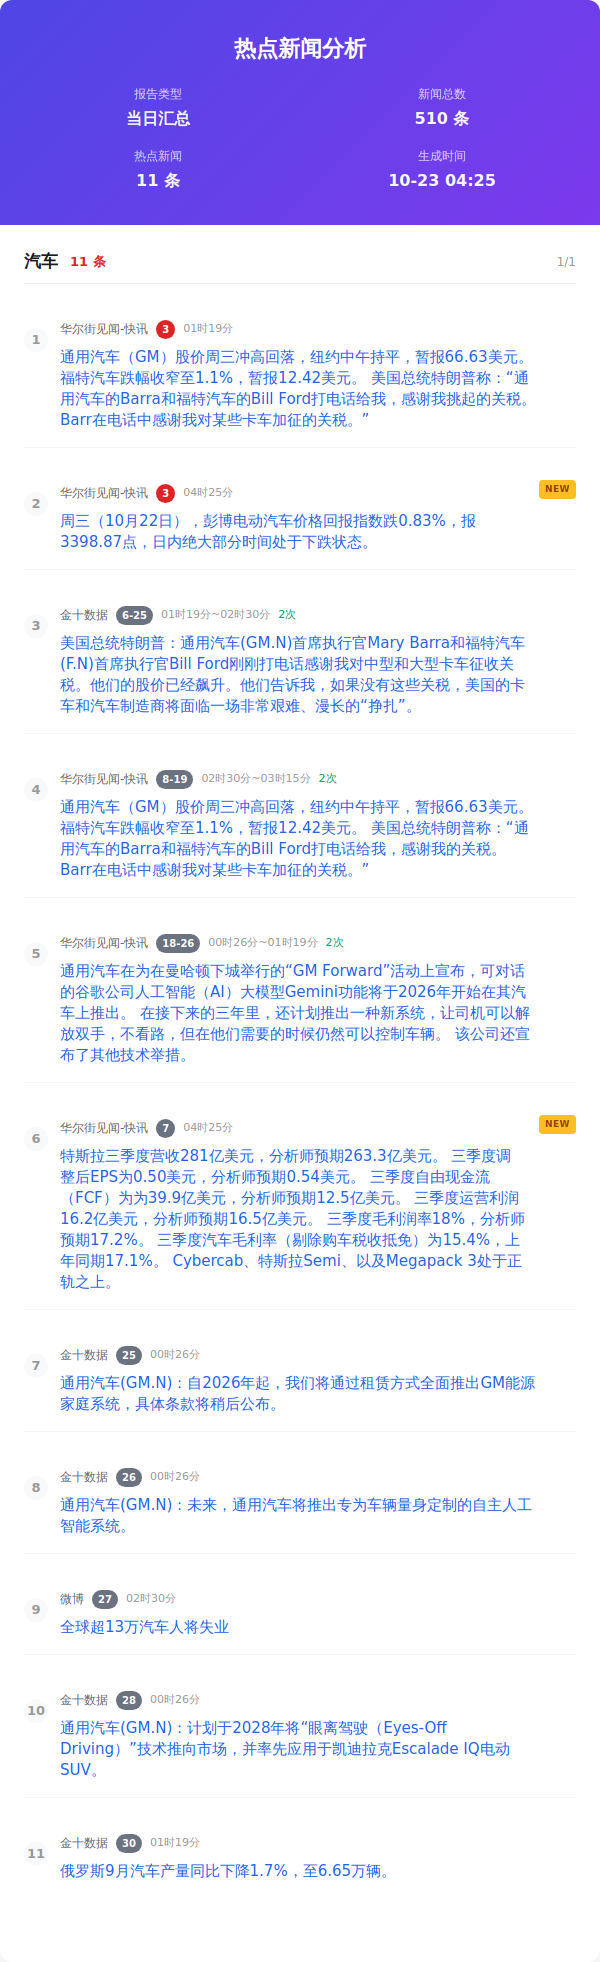 热点新闻分析
报告类型
新闻总数
当日汇总
510 条
热点新闻
生成时间
11 条
10-23 04:25
汽车 11 条 1/1
1 华尔街见闻-快讯 3 01时19分
通用汽车（GM）股价周三冲高回落，纽约中午持平，暂报66.63美元。
福特汽车跌幅收窄至1.1%，暂报12.42美元。 美国总统特朗普称：“通
用汽车的Barra和福特汽车的Bill Ford打电话给我，感谢我挑起的关税。
Barr在电话中感谢我对某些卡车加征的关税。”
2 华尔街见闻-快讯 3 04时25分 NEW
周三（10月22日），彭博电动汽车价格回报指数跌0.83%，报
3398.87点，日内绝大部分时间处于下跌状态。
3 金十数据 6-25 01时19分~02时30分 2次
美国总统特朗普：通用汽车(GM.N)首席执行官Mary Barra和福特汽车
(F.N)首席执行官Bill Ford刚刚打电话感谢我对中型和大型卡车征收关
税。他们的股价已经飙升。他们告诉我，如果没有这些关税，美国的卡
车和汽车制造商将面临一场非常艰难、漫长的“挣扎”。
4 华尔街见闻-快讯 8-19 02时30分~03时15分 2次
通用汽车（GM）股价周三冲高回落，纽约中午持平，暂报66.63美元。
福特汽车跌幅收窄至1.1%，暂报12.42美元。 美国总统特朗普称：“通
用汽车的Barra和福特汽车的Bill Ford打电话给我，感谢我的关税。
Barr在电话中感谢我对某些卡车加征的关税。”
5 华尔街见闻-快讯 18-26 00时26分~01时19分 2次
通用汽车在为在曼哈顿下城举行的“GM Forward”活动上宣布，可对话
的谷歌公司人工智能（AI）大模型Gemini功能将于2026年开始在其汽
车上推出。 在接下来的三年里，还计划推出一种新系统，让司机可以解
放双手，不看路，但在他们需要的时候仍然可以控制车辆。 该公司还宣
布了其他技术举措。
6 华尔街见闻-快讯 7 04时25分 NEW
特斯拉三季度营收281亿美元，分析师预期263.3亿美元。 三季度调
整后EPS为0.50美元，分析师预期0.54美元。 三季度自由现金流
（FCF）为为39.9亿美元，分析师预期12.5亿美元。 三季度运营利润
16.2亿美元，分析师预期16.5亿美元。 三季度毛利润率18%，分析师
预期17.2%。 三季度汽车毛利率（剔除购车税收抵免）为15.4%，上
年同期17.1%。 Cybercab、特斯拉Semi、以及Megapack 3处于正
轨之上。
7 金十数据 25 00时26分
通用汽车(GM.N)：自2026年起，我们将通过租赁方式全面推出GM能源
家庭系统，具体条款将稍后公布。
8 金十数据 26 00时26分
通用汽车(GM.N)：未来，通用汽车将推出专为车辆量身定制的自主人工
智能系统。
9 微博 27 02时30分
全球超13万汽车人将失业
10 金十数据 28 00时26分
通用汽车(GM.N)：计划于2028年将“眼离驾驶（Eyes-Off
Driving）”技术推向市场，并率先应用于凯迪拉克Escalade IQ电动
SUV。
11 金十数据 30 01时19分
俄罗斯9月汽车产量同比下降1.7%，至6.65万辆。